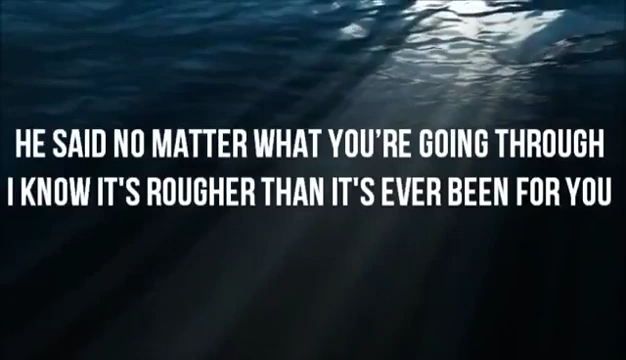 HE SAID NO MATTER WHAT YOU’RE GOING THROUGH
I KNOW IT'S ROUGHER THAN IT'S EVER BEEN FOR YOU